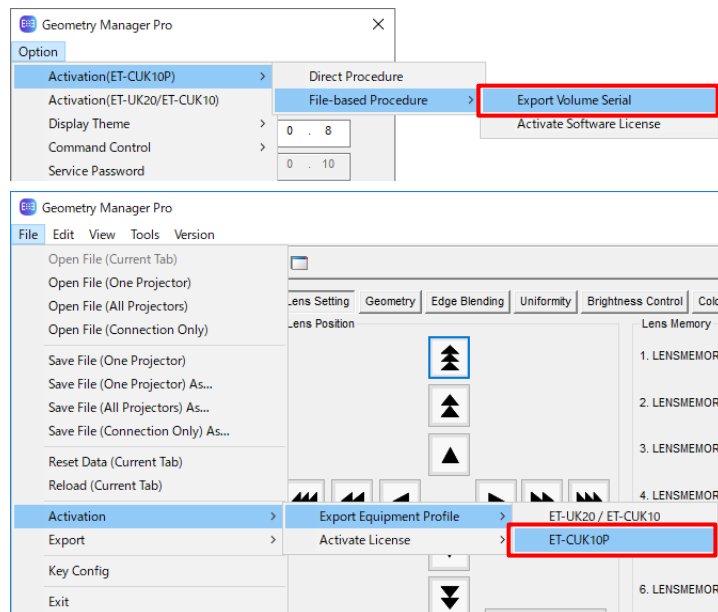 Geometry Manager Pro
Option
Activation(ET-CUK10P) Direct Procedure
Activation(ET-UK20/ET-CUK10) File-based Procedure Export Volume Serial
Display Theme 0 . 8 Activate Software License
Command Control
Service Password 0 . 10
Geometry Manager Pro
File Edit View Tools Version
Open File (Current Tab)
Open File (One Projector)
Open File (All Projectors) Lens Setting Geometry Edge Blending Uniformity Brightness Control
Open File (Connection Only) Lens Position Lens Memory
Save File (One Projector) 1. LENSMEMOR
Save File (One Projector) As...
Save File (All Projectors) As... 2. LENSMEMOR
Save File (Connection Only) As...
Reset Data (Current Tab) 3. LENSMEMOR
Reload (Current Tab)
4. LENSMEMOR
Activation Export Equipment Profile ET-UK20 / ET-CUK10
Export Activate License ET-CUK10P
Key Config
Exit 6. LENSMEMOR